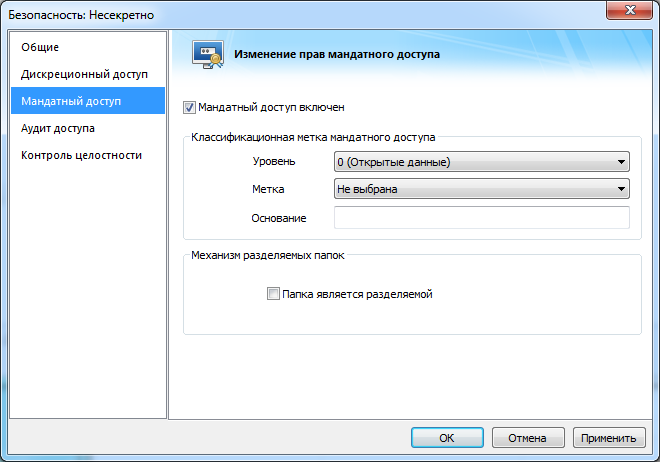 Безопасность: Несекретно
Общие
Дискреционный доступ
Мандатный доступ
Аудит доступа
Контроль целостности
Изменение прав мандатного доступа
Мандатный доступ включен
Классификационная метка мандатного доступа
Уровень 0 (Открытые данные)
Метка Не выбрана
Основание
Механизм разделяемых папок
Папка является разделяемой
ОК Отмена Применить